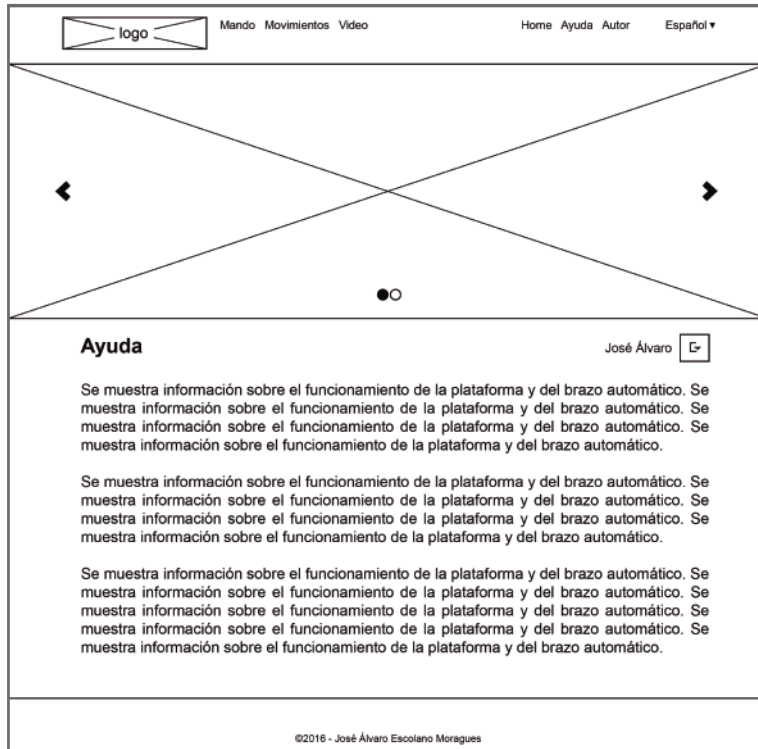 logo Mando Movimientos Video Home Ayuda Autor Español ▾
Ayuda
José Álvaro
Se muestra información sobre el funcionamiento de la plataforma y del brazo automático. Se
muestra información sobre el funcionamiento de la plataforma y del brazo automático. Se
muestra información sobre el funcionamiento de la plataforma y del brazo automático. Se
muestra información sobre el funcionamiento de la plataforma y del brazo automático.
Se muestra información sobre el funcionamiento de la plataforma y del brazo automático. Se
muestra información sobre el funcionamiento de la plataforma y del brazo automático. Se
muestra información sobre el funcionamiento de la plataforma y del brazo automático. Se
muestra información sobre el funcionamiento de la plataforma y del brazo automático.
Se muestra información sobre el funcionamiento de la plataforma y del brazo automático. Se
muestra información sobre el funcionamiento de la plataforma y del brazo automático. Se
muestra información sobre el funcionamiento de la plataforma y del brazo automático. Se
muestra información sobre el funcionamiento de la plataforma y del brazo automático. Se
muestra información sobre el funcionamiento de la plataforma y del brazo automático.
©2016 - José Álvaro Escolano Moragues